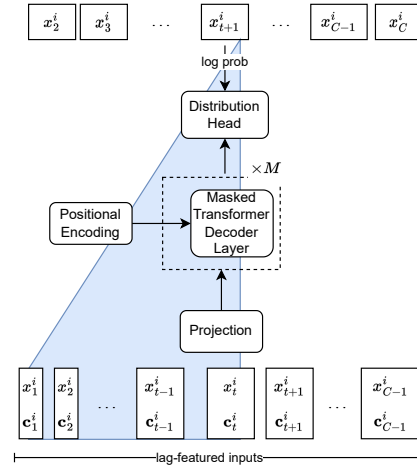 x_2^i x_3^i ... x_{t+1}^i ... x_{C-1}^i x_C^i
log prob
Distribution
Head
×M
Masked
Transformer
Decoder
Layer
Positional
Encoding
Projection
x_1^i x_2^i x_{t-1}^i x_t^i x_{t+1}^i x_{C-1}^i
... ...
c_1^i c_2^i c_{t-1}^i c_t^i c_{t+1}^i c_{C-1}^i
lag-featured inputs